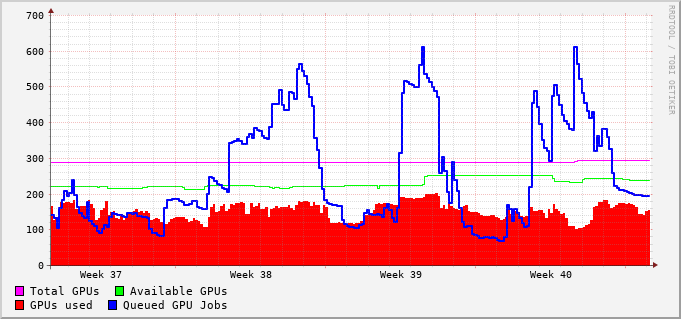 700
600
500
400
300
200
100
0
Week 37 Week 38 Week 39 Week 40
Total GPUs Available GPUs
GPUs used Queued GPU Jobs
RRDTOOL / TOBI OETIKER